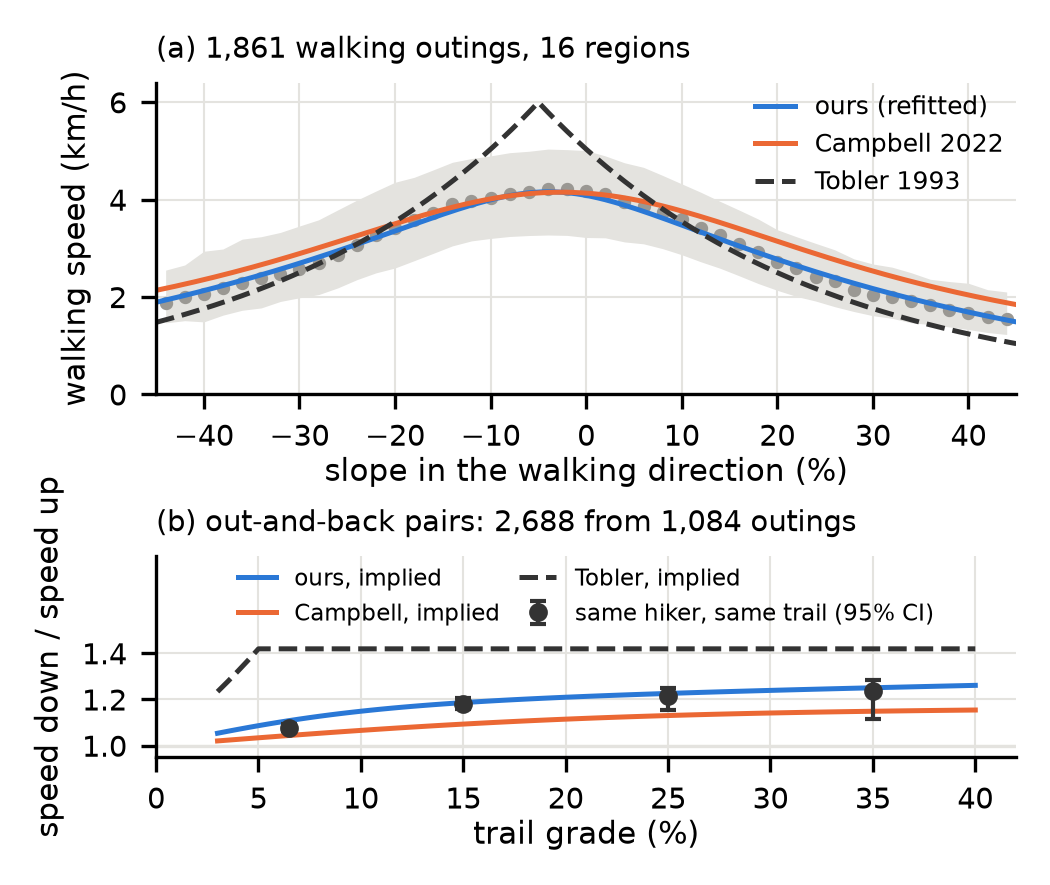 (a) 1,861 walking outings, 16 regions
walking speed (km/h)
6
4
2
0
ours (refitted)
Campbell 2022
Tobler 1993
−40 −30 −20 −10 0 10 20 30 40
slope in the walking direction (%)
(b) out-and-back pairs: 2,688 from 1,084 outings
speed down / speed up
ours, implied
Campbell, implied
Tobler, implied
same hiker, same trail (95% CI)
1.4
1.2
1.0
0 5 10 15 20 25 30 35 40
trail grade (%)